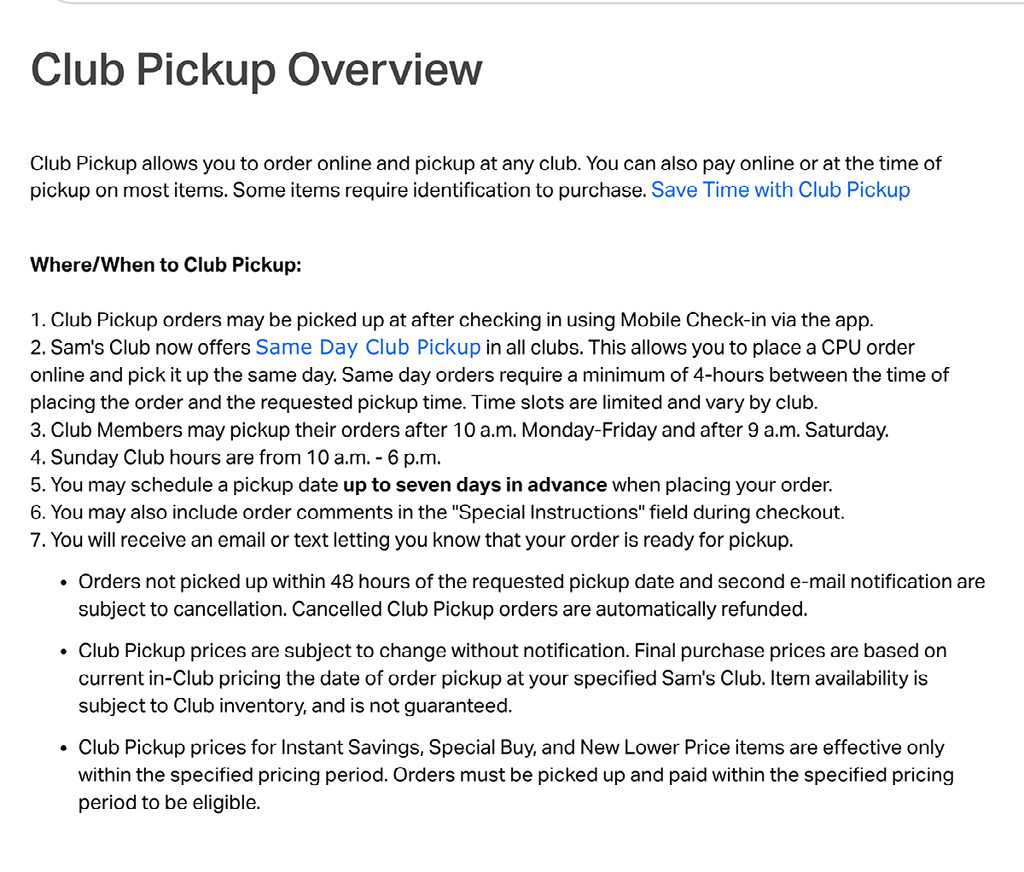 Club Pickup Overview
Club Pickup allows you to order online and pickup at any club. You can also pay online or at the time of
pickup on most items. Some items require identification to purchase. Save Time with Club Pickup
Where/When to Club Pickup:
1. Club Pickup orders may be picked up at after checking in using Mobile Check-in via the app.
2. Sam's Club now offers Same Day Club Pickup in all clubs. This allows you to place a CPU order
online and pick it up the same day. Same day orders require a minimum of 4-hours between the time of
placing the order and the requested pickup time. Time slots are limited and vary by club.
3. Club Members may pickup their orders after 10 a.m. Monday-Friday and after 9 a.m. Saturday.
4. Sunday Club hours are from 10 a.m. - 6 p.m.
5. You may schedule a pickup date up to seven days in advance when placing your order.
6. You may also include order comments in the "Special Instructions" field during checkout.
7. You will receive an email or text letting you know that your order is ready for pickup.
• Orders not picked up within 48 hours of the requested pickup date and second e-mail notification are
subject to cancellation. Cancelled Club Pickup orders are automatically refunded.
• Club Pickup prices are subject to change without notification. Final purchase prices are based on
current in-Club pricing the date of order pickup at your specified Sam's Club. Item availability is
subject to Club inventory, and is not guaranteed.
• Club Pickup prices for Instant Savings, Special Buy, and New Lower Price items are effective only
within the specified pricing period. Orders must be picked up and paid within the specified pricing
period to be eligible.